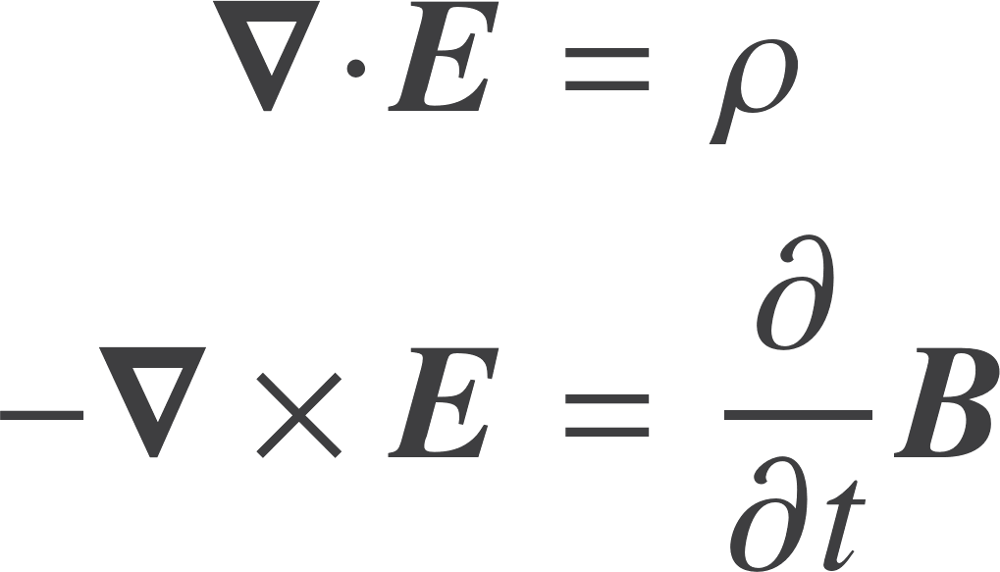 ∇ · E = ρ
−∇ × E = ∂/∂t B